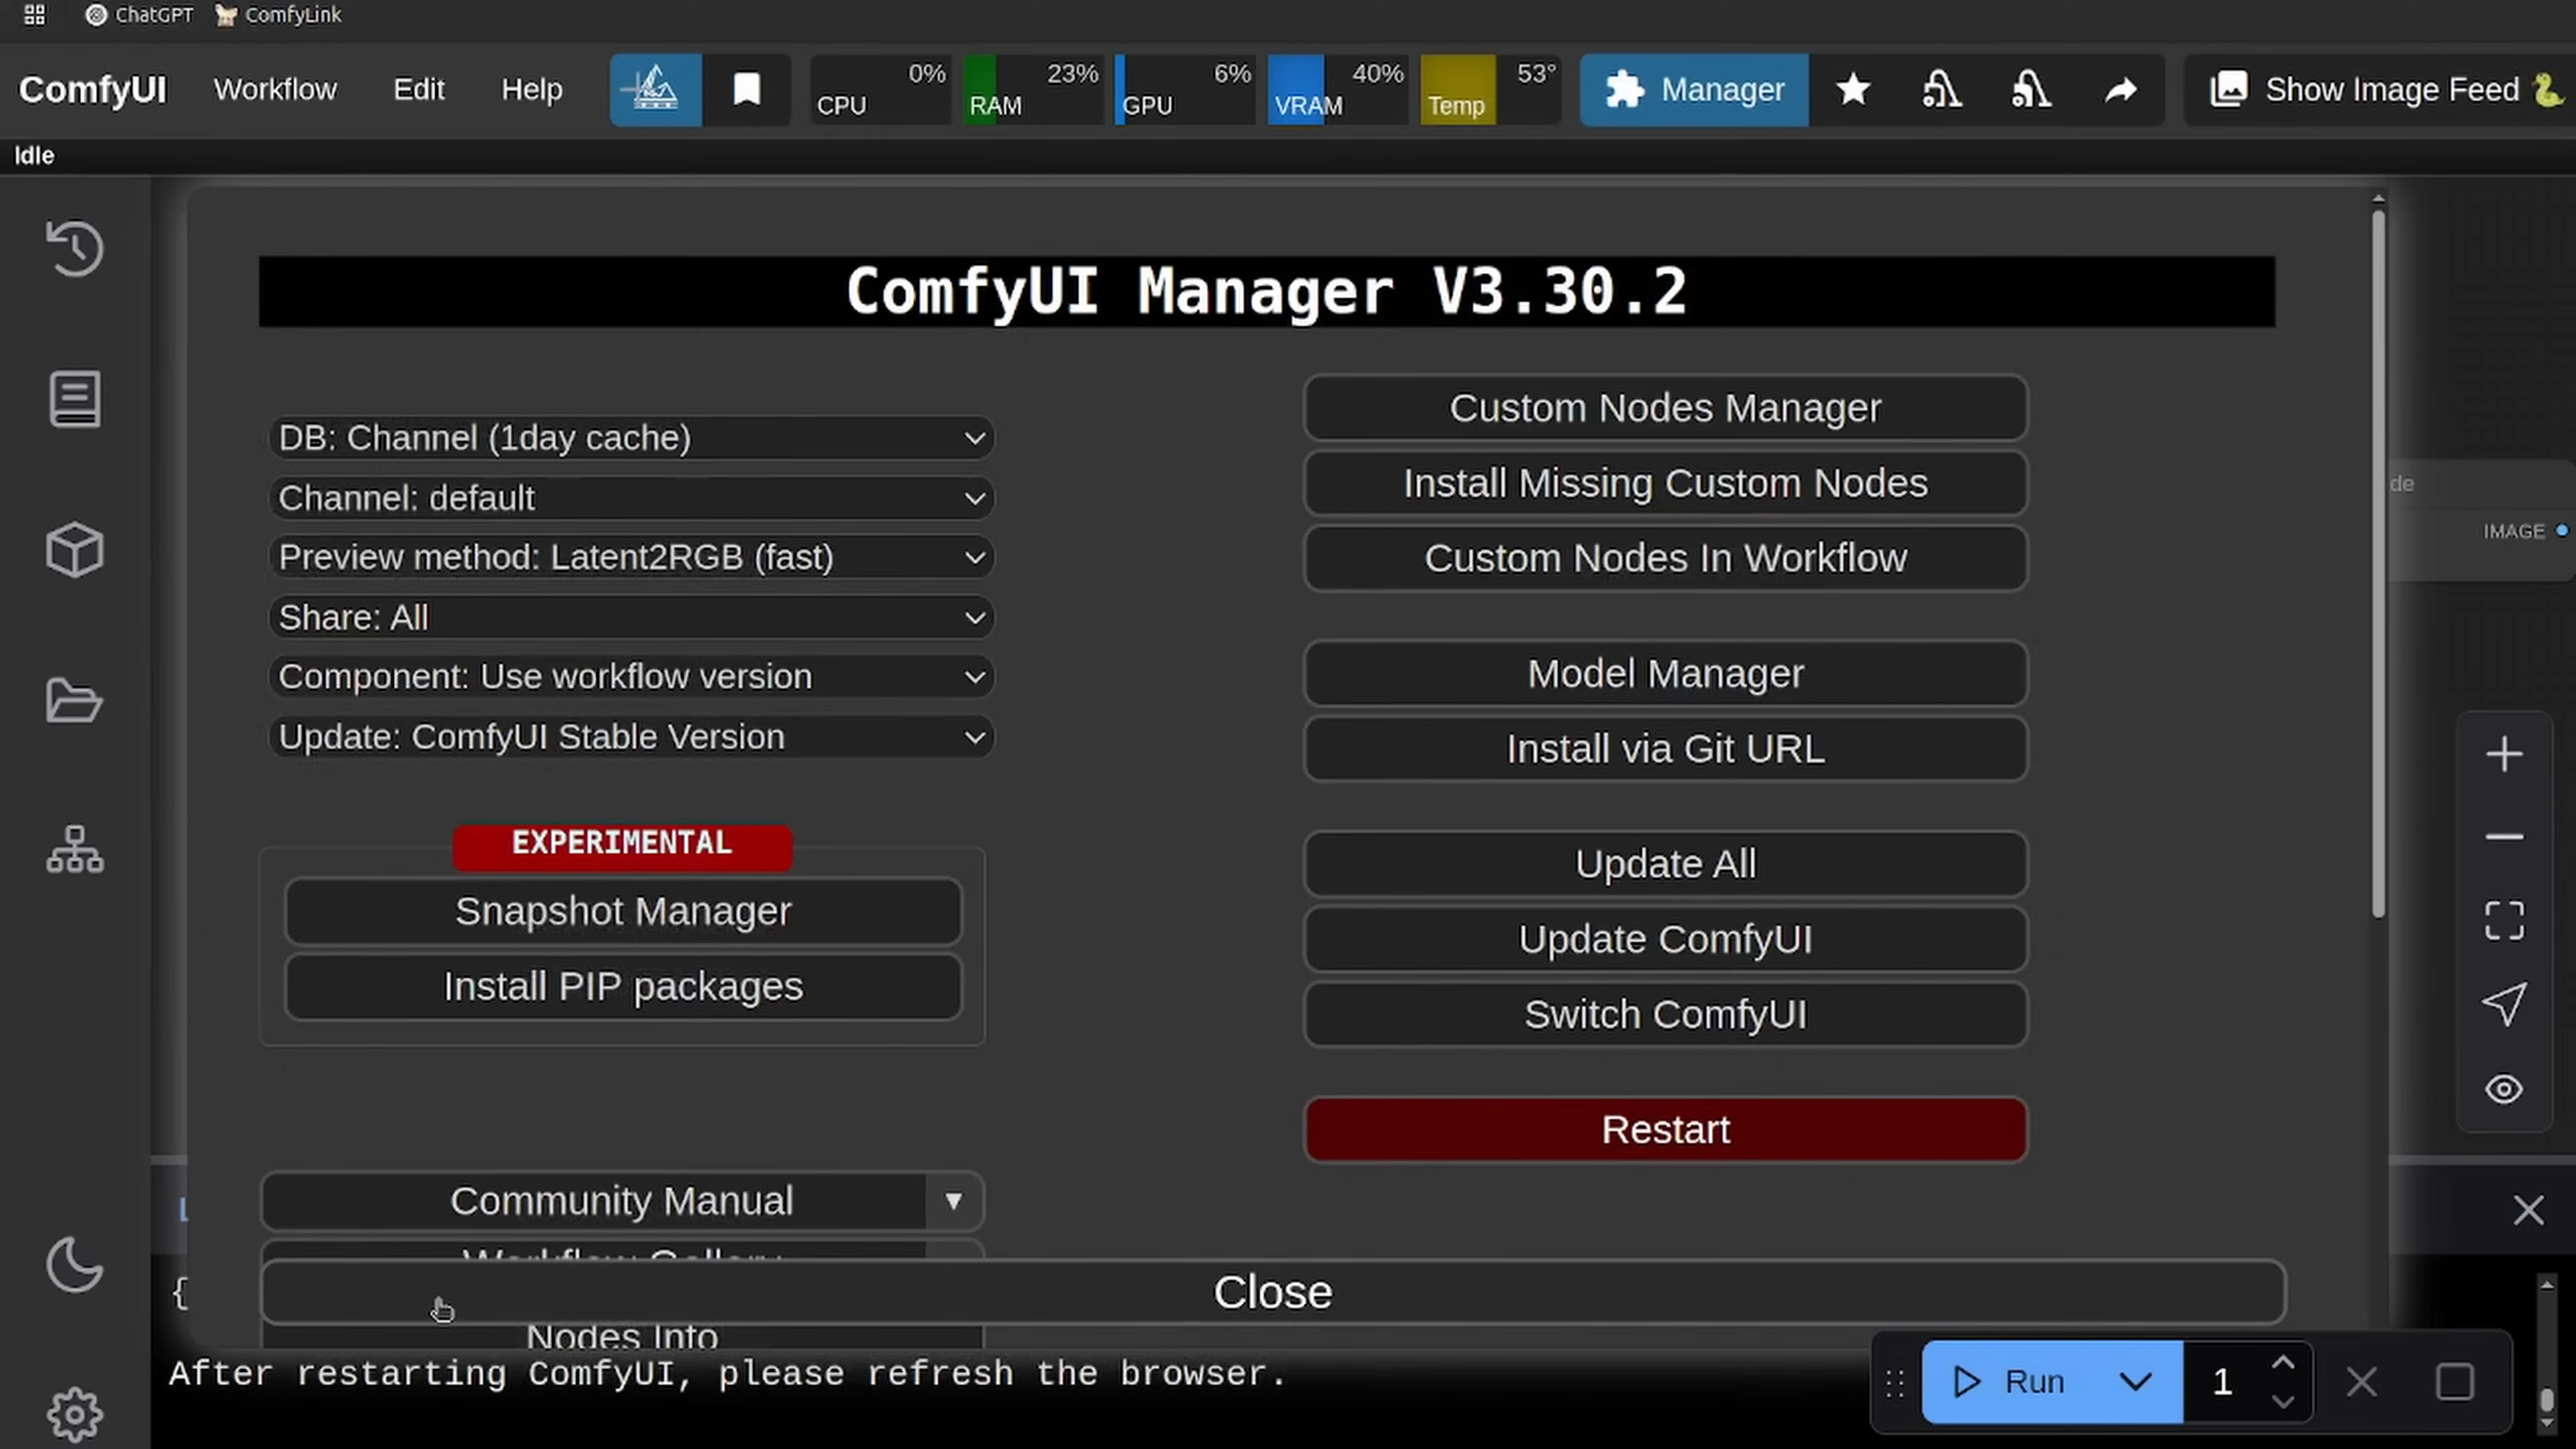 ChatGPT ComfyLink
ComfyUI Workflow Edit Help CPU 0% RAM 23% GPU 6% VRAM 40% Temp 53° Manager Show Image Feed
Idle
ComfyUI Manager V3.30.2
DB: Channel (1day cache)
Channel: default
Preview method: Latent2RGB (fast)
Share: All
Component: Use workflow version
Update: ComfyUI Stable Version
EXPERIMENTAL
Snapshot Manager
Install PIP packages
Community Manual ▼
Workflow Gallery
Nodes Info
Custom Nodes Manager
Install Missing Custom Nodes
Custom Nodes In Workflow
Model Manager
Install via Git URL
Update All
Update ComfyUI
Switch ComfyUI
Restart
Close
de
IMAGE
{
After restarting ComfyUI, please refresh the browser.
Run 1